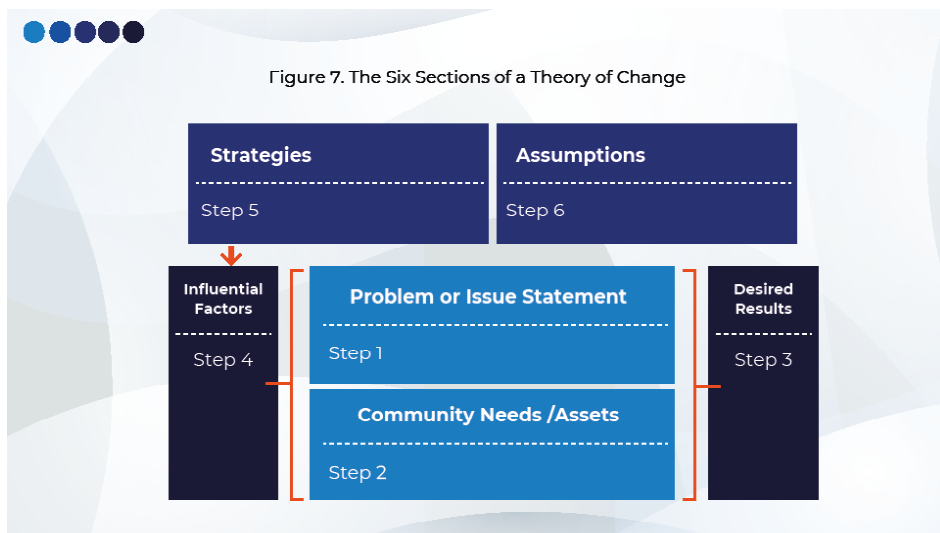 Figure 7. The Six Sections of a Theory of Change
Strategies
Step 5
Assumptions
Step 6
Influential
Factors
Step 4
Problem or Issue Statement
Step 1
Community Needs /Assets
Step 2
Desired
Results
Step 3